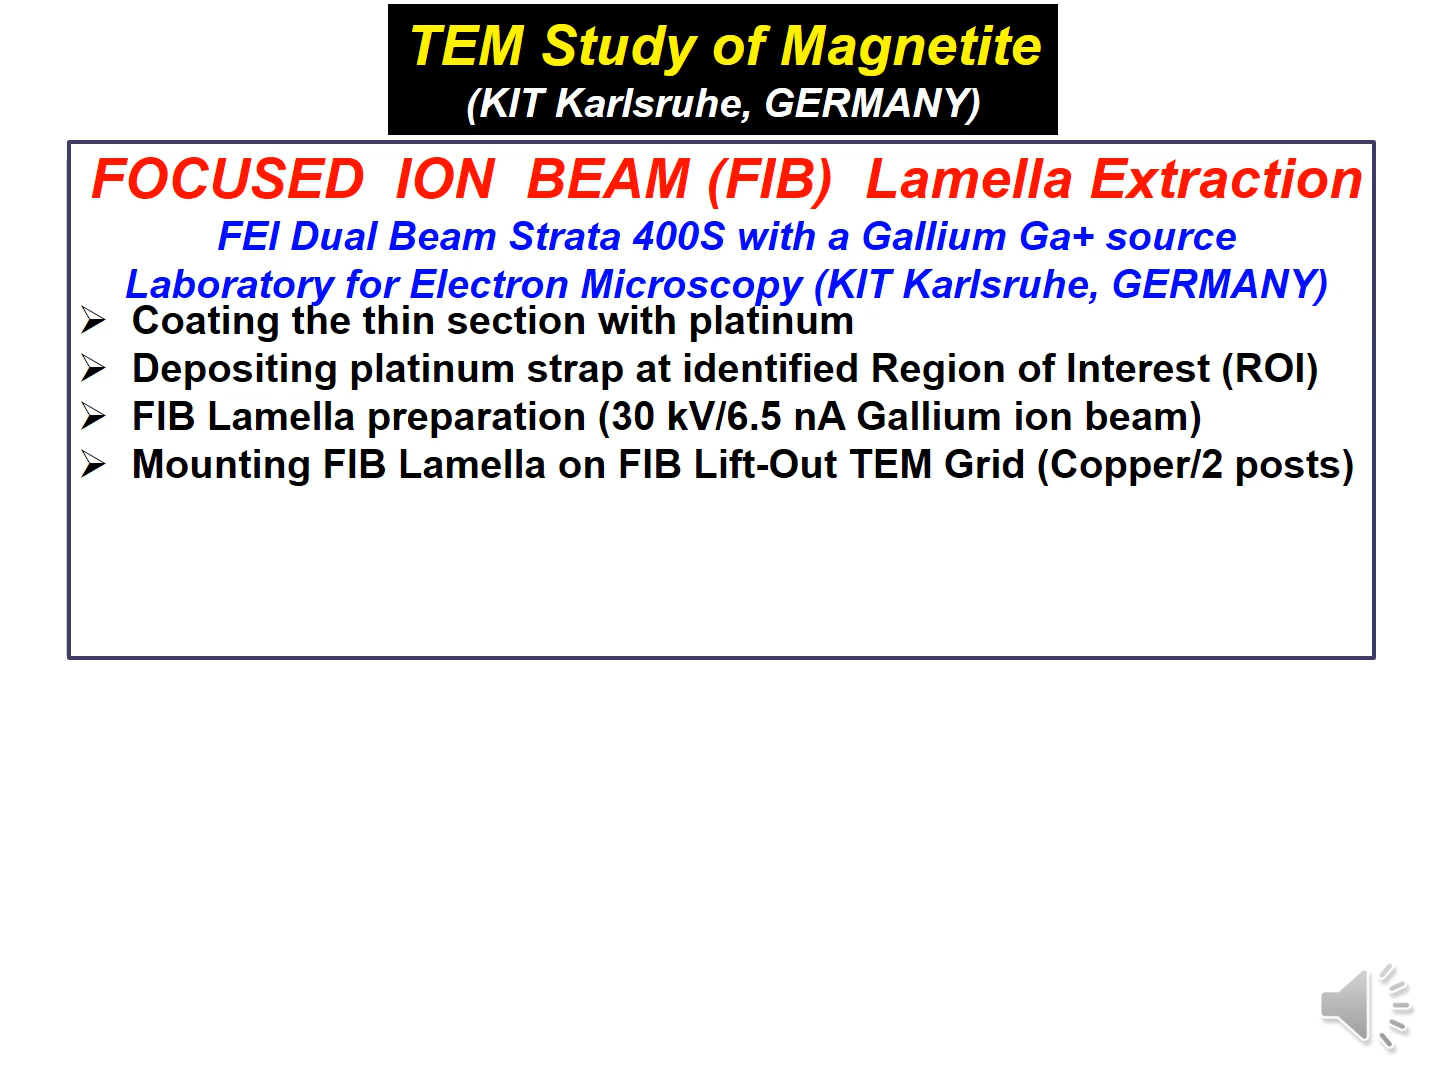 TEM Study of Magnetite
(KIT Karlsruhe, GERMANY)
FOCUSED ION BEAM (FIB) Lamella Extraction
FEI Dual Beam Strata 400S with a Gallium Ga+ source
Laboratory for Electron Microscopy (KIT Karlsruhe, GERMANY)
➢ Coating the thin section with platinum
➢ Depositing platinum strap at identified Region of Interest (ROI)
➢ FIB Lamella preparation (30 kV/6.5 nA Gallium ion beam)
➢ Mounting FIB Lamella on FIB Lift-Out TEM Grid (Copper/2 posts)